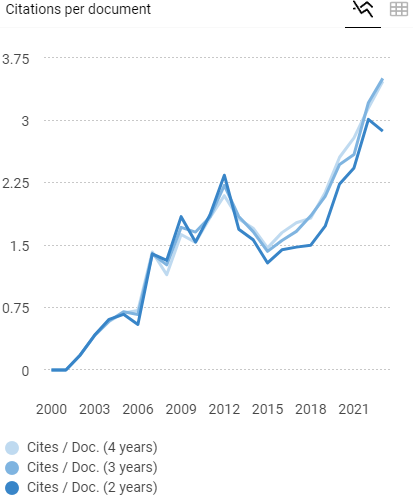 Citations per document
3.75
3
2.25
1.5
0.75
0
2000 2003 2006 2009 2012 2015 2018 2021
Cites / Doc. (4 years)
Cites / Doc. (3 years)
Cites / Doc. (2 years)